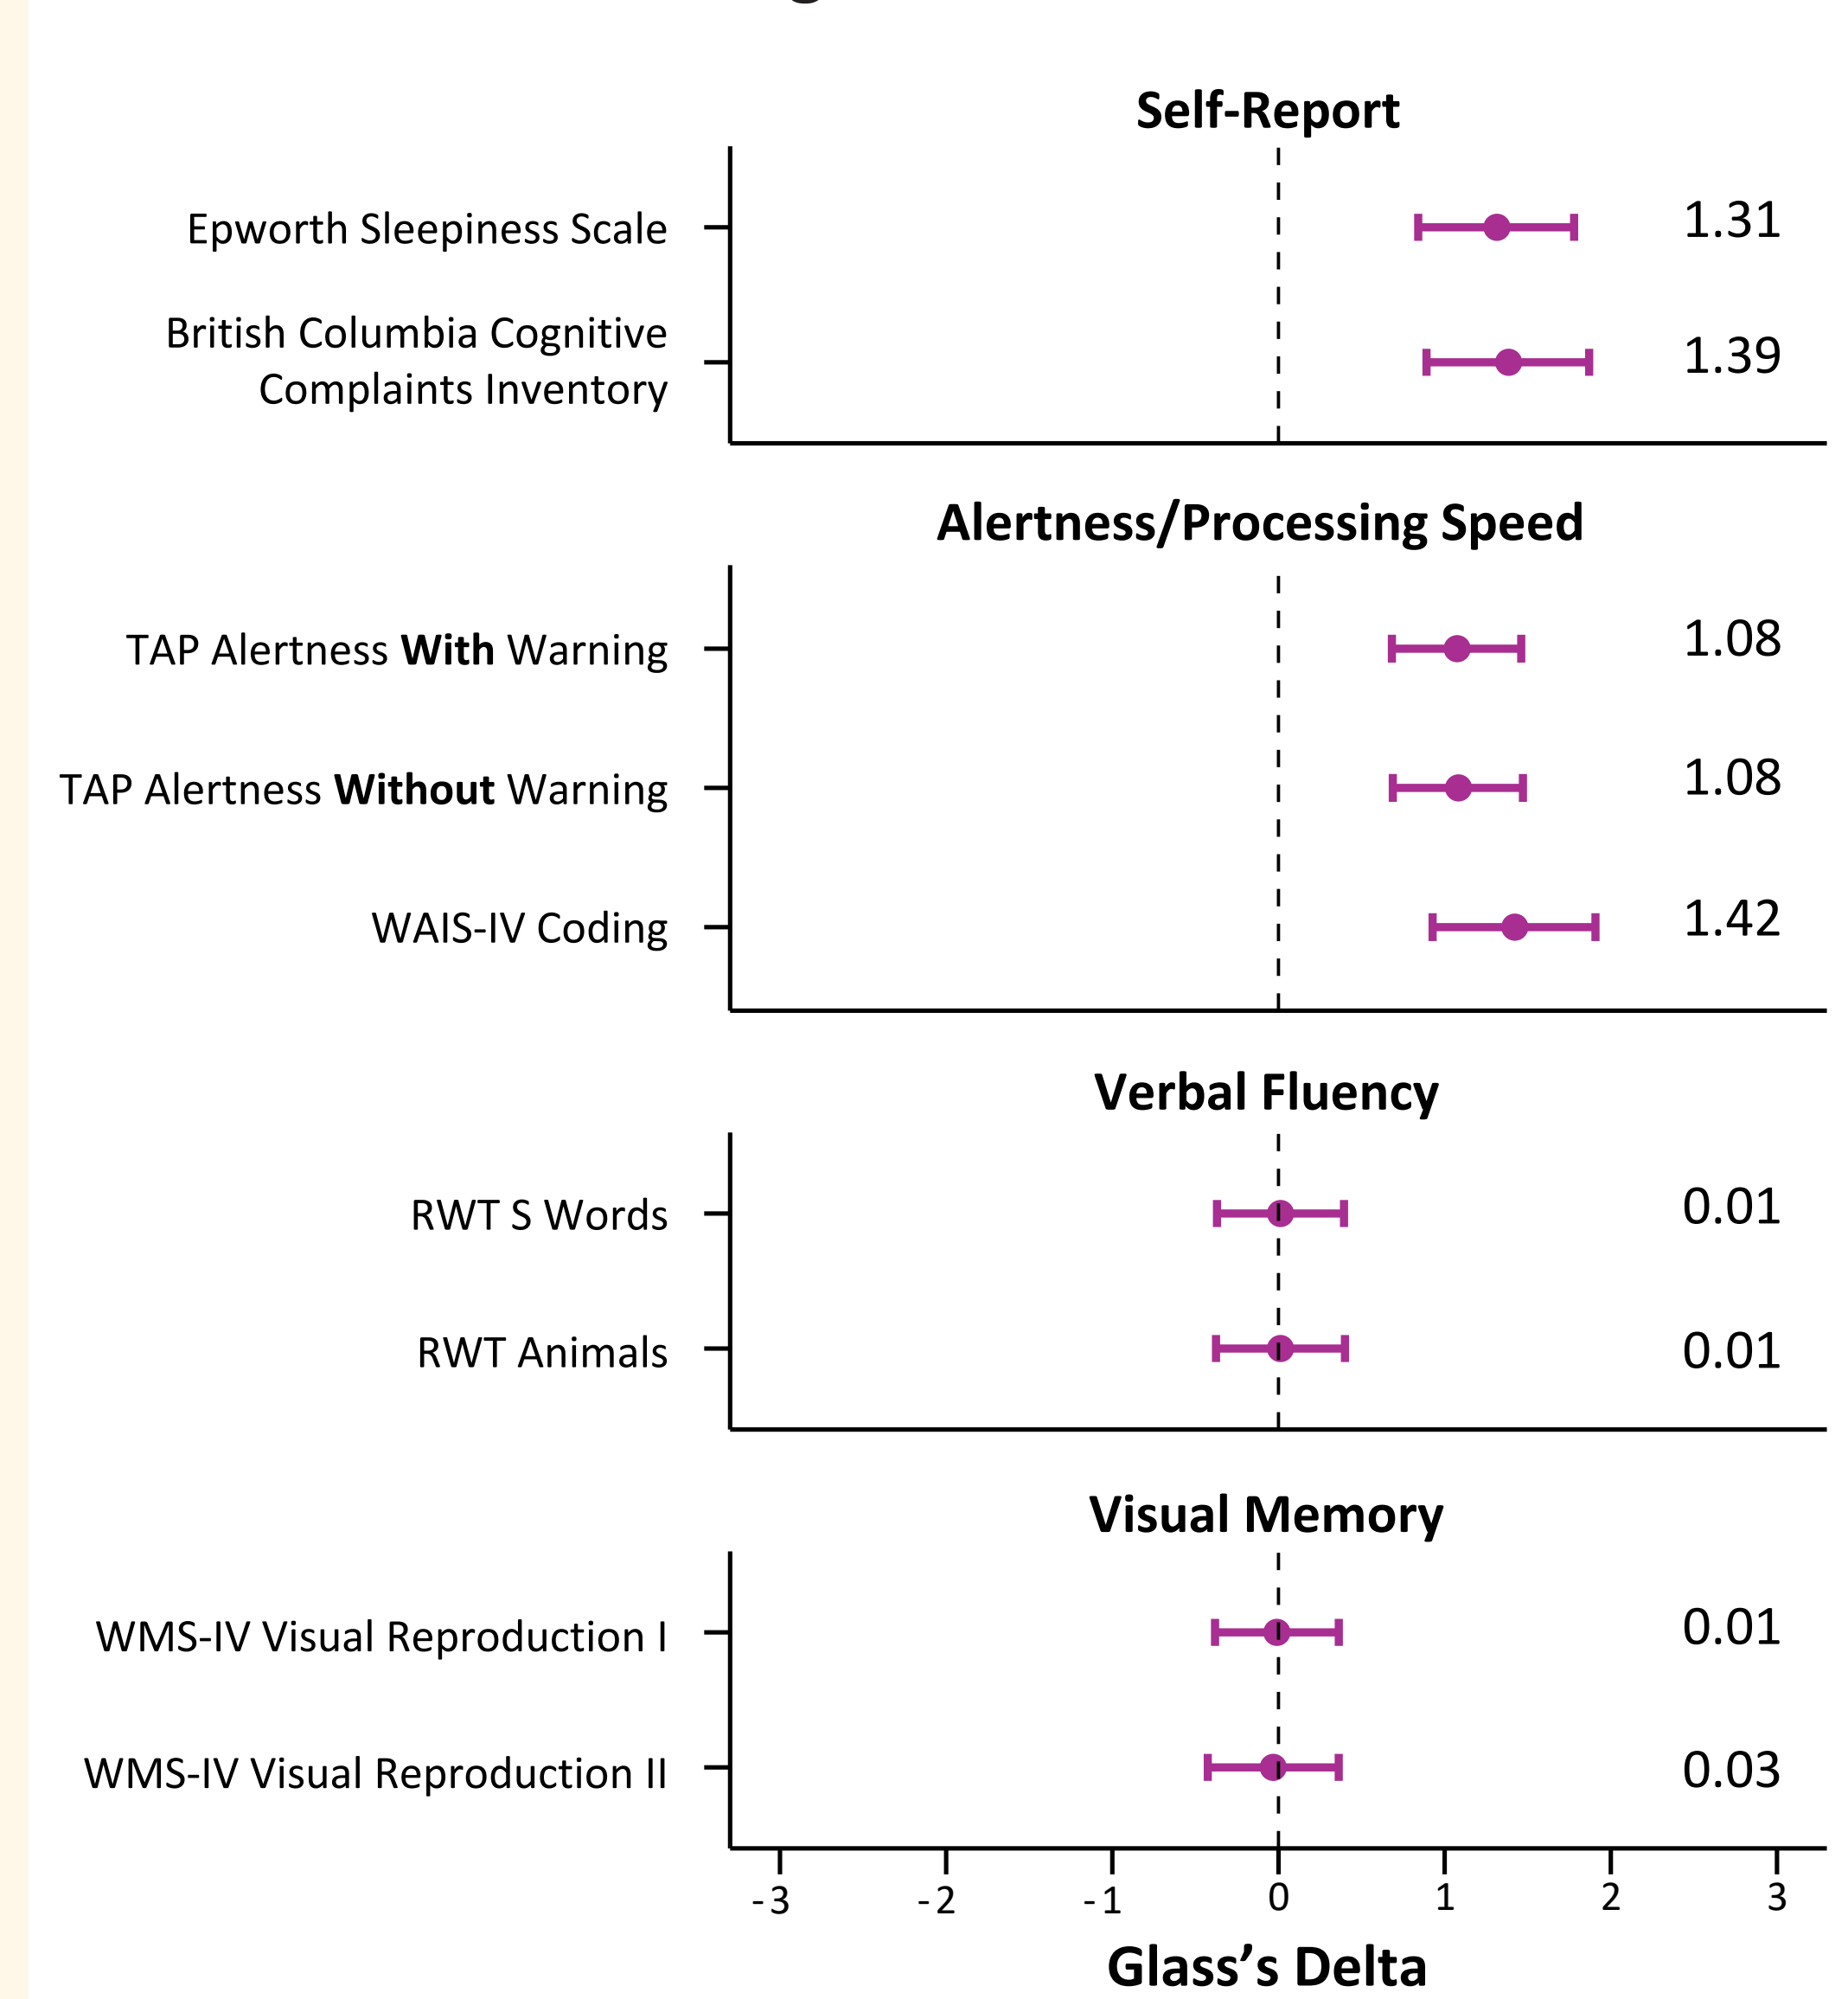 Self-Report
Epworth Sleepiness Scale
1.31
British Columbia Cognitive
Complaints Inventory
1.39
Alertness/Processing Speed
TAP Alertness With Warning
1.08
TAP Alertness Without Warning
1.08
WAIS-IV Coding
1.42
Verbal Fluency
RWT S Words
0.01
RWT Animals
0.01
Visual Memory
WMS-IV Visual Reproduction I
0.01
WMS-IV Visual Reproduction II
0.03
-3 -2 -1 0 1 2 3
Glass’s Delta